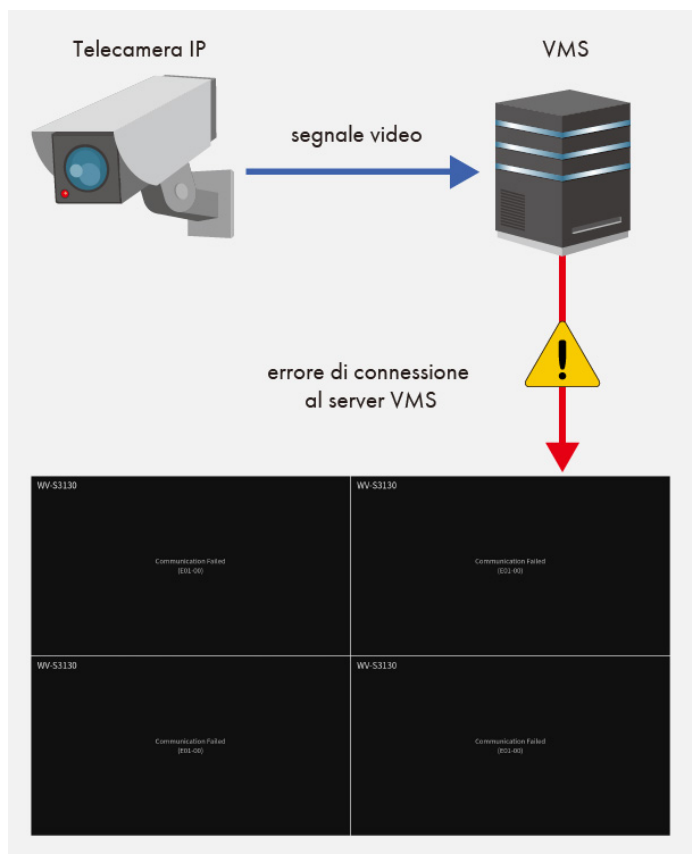 Telecamera IP
VMS
segnale video
errore di connessione
al server VMS
WV-S3130
WV-S3130
Communication Failed
(E01-00)
Communication Failed
(E01-00)
WV-S3130
WV-S3130
Communication Failed
(E01-00)
Communication Failed
(E01-00)